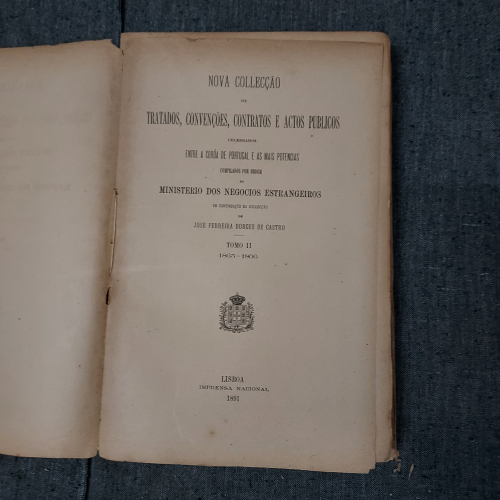 NOVA COLLECÇÃO
DE
TRATADOS, CONVENÇÕES, CONTRATOS E ACTOS PUBLICOS
CELEBRADOS
ENTRE A CORÔA DE PORTUGAL E AS MAIS POTENCIAS
COMPILADOS POR ORDEM
DO
MINISTERIO DOS NEGOCIOS ESTRANGEIROS
EM CONTINUAÇÃO DA COLLECÇÃO
DE
JOSÉ FERREIRA BORGES DE CASTRO
TOMO II
1865-1866
LISBOA
IMPRENSA NACIONAL
1891